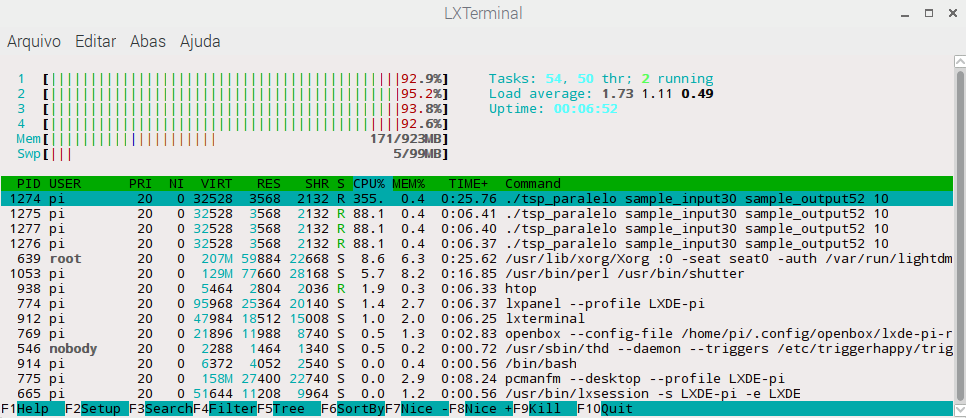 LXTerminal
Arquivo Editar Abas Ajuda
1 [||||||||||||||||||||||||||||||||||||||||||||92.9%] Tasks: 54, 50 thr; 2 running
2 [||||||||||||||||||||||||||||||||||||||||||||95.2%] Load average: 1.73 1.11 0.49
3 [||||||||||||||||||||||||||||||||||||||||||||93.8%] Uptime: 00:06:52
4 [||||||||||||||||||||||||||||||||||||||||||||92.6%]
Mem[||||||||||||||||||||| 171/923MB]
Swp[||| 5/99MB]
PID USER PRI NI VIRT RES SHR S CPU% MEM% TIME+ Command
1274 pi 20 0 32528 3568 2132 R 355. 0.4 0:25.76 ./tsp_paralelo sample_input30 sample_output52 10
1275 pi 20 0 32528 3568 2132 R 88.1 0.4 0:06.41 ./tsp_paralelo sample_input30 sample_output52 10
1277 pi 20 0 32528 3568 2132 R 88.1 0.4 0:06.40 ./tsp_paralelo sample_input30 sample_output52 10
1276 pi 20 0 32528 3568 2132 R 88.1 0.4 0:06.37 ./tsp_paralelo sample_input30 sample_output52 10
639 root 20 0 207M 59884 22668 S 8.6 6.3 0:25.62 /usr/lib/xorg/Xorg :0 -seat seat0 -auth /var/run/lightdm
1053 pi 20 0 129M 77660 28168 S 5.7 8.2 0:16.85 /usr/bin/perl /usr/bin/shutter
938 pi 20 0 5464 2804 2036 R 1.9 0.3 0:06.33 htop
774 pi 20 0 95968 25364 20140 S 1.4 2.7 0:06.37 lxpanel --profile LXDE-pi
912 pi 20 0 47984 18512 15008 S 1.0 2.0 0:06.25 lxterminal
769 pi 20 0 21896 11988 8740 S 0.5 1.3 0:02.83 openbox --config-file /home/pi/.config/openbox/lxde-pi-r
546 nobody 20 0 2288 1464 1340 S 0.5 0.2 0:00.72 /usr/sbin/thd --daemon --triggers /etc/triggerhappy/trig
914 pi 20 0 6372 4052 2540 S 0.0 0.4 0:00.56 /bin/bash
775 pi 20 0 158M 27400 22740 S 0.0 2.9 0:08.24 pcmanfm --desktop --profile LXDE-pi
665 pi 20 0 51644 11208 9964 S 0.0 1.2 0:00.56 /usr/bin/lxsession -s LXDE-pi -e LXDE
F1Help F2Setup F3SearchF4FilterF5Tree F6SortByF7Nice -F8Nice +F9Kill F10Quit